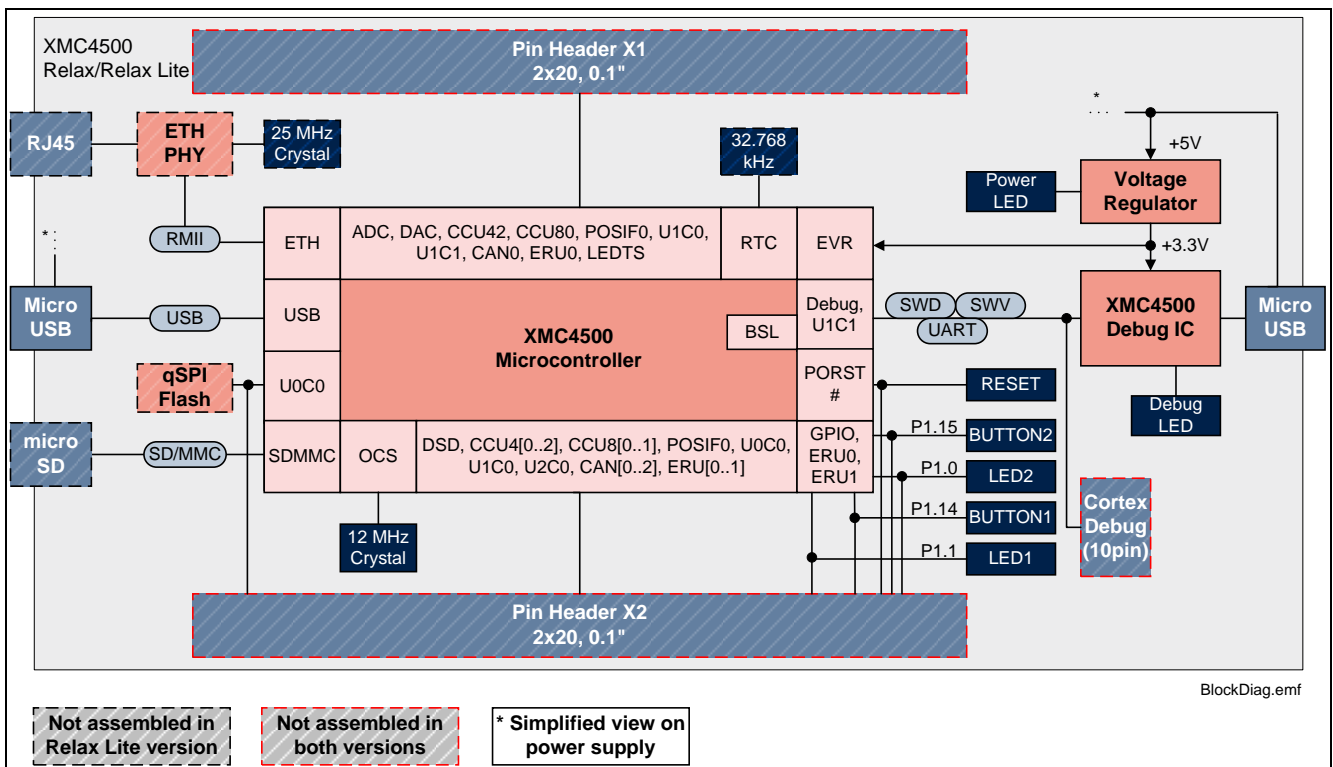 XMC4500
Relax/Relax Lite
Pin Header X1
2x20, 0.1"
*
RJ45
ETH
PHY
25 MHz
Crystal
32.768
kHz
+5V
Power
LED
Voltage
Regulator
RMII
ETH
ADC, DAC, CCU42, CCU80, POSIF0, U1C0,
U1C1, CAN0, ERU0, LEDTS
RTC
EVR
+3.3V
*
Micro
USB
USB
USB
XMC4500
Microcontroller
BSL
Debug,
U1C1
SWD
SWV
UART
XMC4500
Debug IC
Micro
USB
qSPI
Flash
U0C0
PORST
#
RESET
Debug
LED
micro
SD
SD/MMC
SDMMC
OCS
DSD, CCU4[0..2], CCU8[0..1], POSIF0, U0C0,
U1C0, U2C0, CAN[0..2], ERU[0..1]
GPIO,
ERU0,
ERU1
P1.15
BUTTON2
P1.0
LED2
P1.14
BUTTON1
P1.1
LED1
Cortex
Debug
(10pin)
12 MHz
Crystal
Pin Header X2
2x20, 0.1"
BlockDiag.emf
Not assembled in
Relax Lite version
Not assembled in
both versions
* Simplified view on
power supply